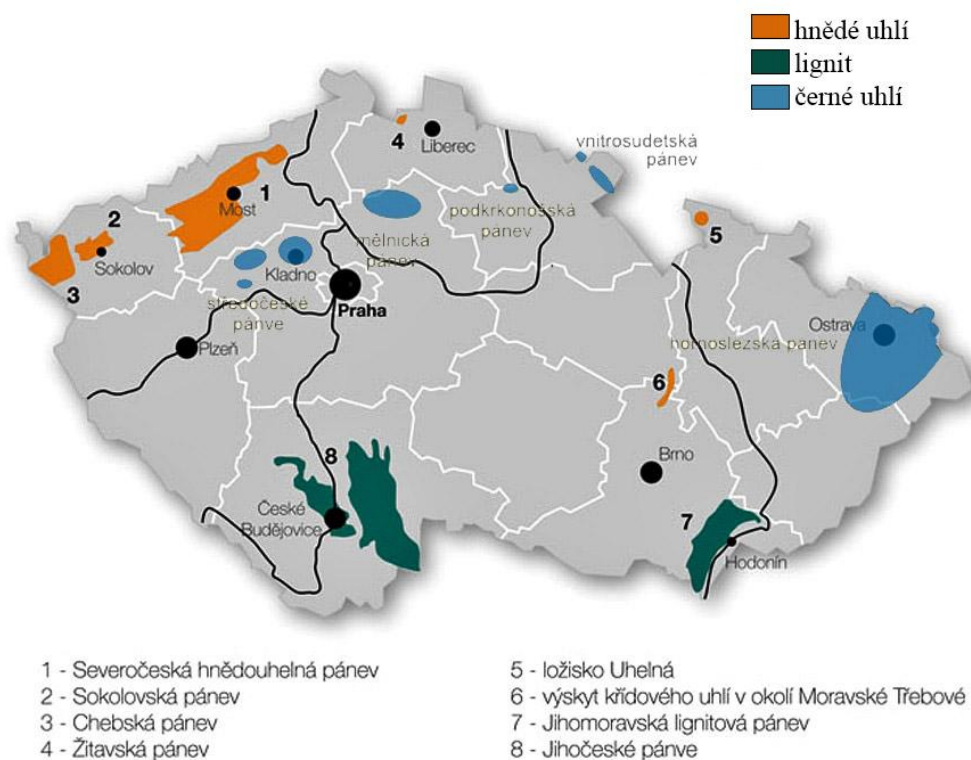 hnědé uhlí
lignit
černé uhlí
4
Liberec
vnitrosudetská
pánev
1
Most
podkrkonošská
pánev
2
Sokolov
3
mělnická
pánev
5
Kladno
středočeské
pánve
Praha
Plzeň
Ostrava
hornoslezská panev
6
8
Brno
České
Budějovice
7
Hodonín
1 - Severočeská hnědouhelná pánev
2 - Sokolovská pánev
3 - Chebská pánev
4 - Žitavská pánev
5 - ložisko Uhelná
6 - výskyt křídového uhlí v okolí Moravské Třebové
7 - Jihomoravská lignitová pánev
8 - Jihočeské pánve